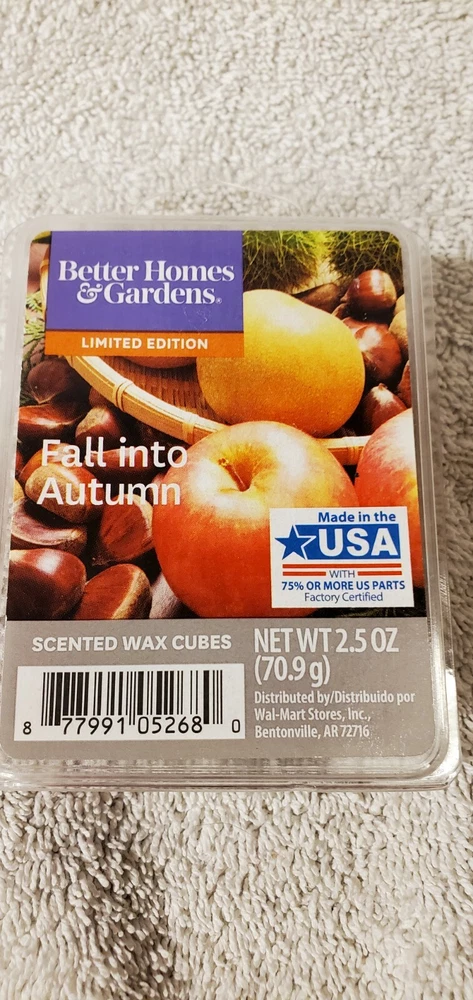 Better Homes
& Gardens®
LIMITED EDITION
Fall into
Autumn
Made in the
USA
WITH
75% OR MORE US PARTS
Factory Certified
SCENTED WAX CUBES
NET WT 2.5 OZ
(70.9 g)
Distributed by/Distribuido por
Wal-Mart Stores, Inc.,
Bentonville, AR 72716
8 77991 05268 0